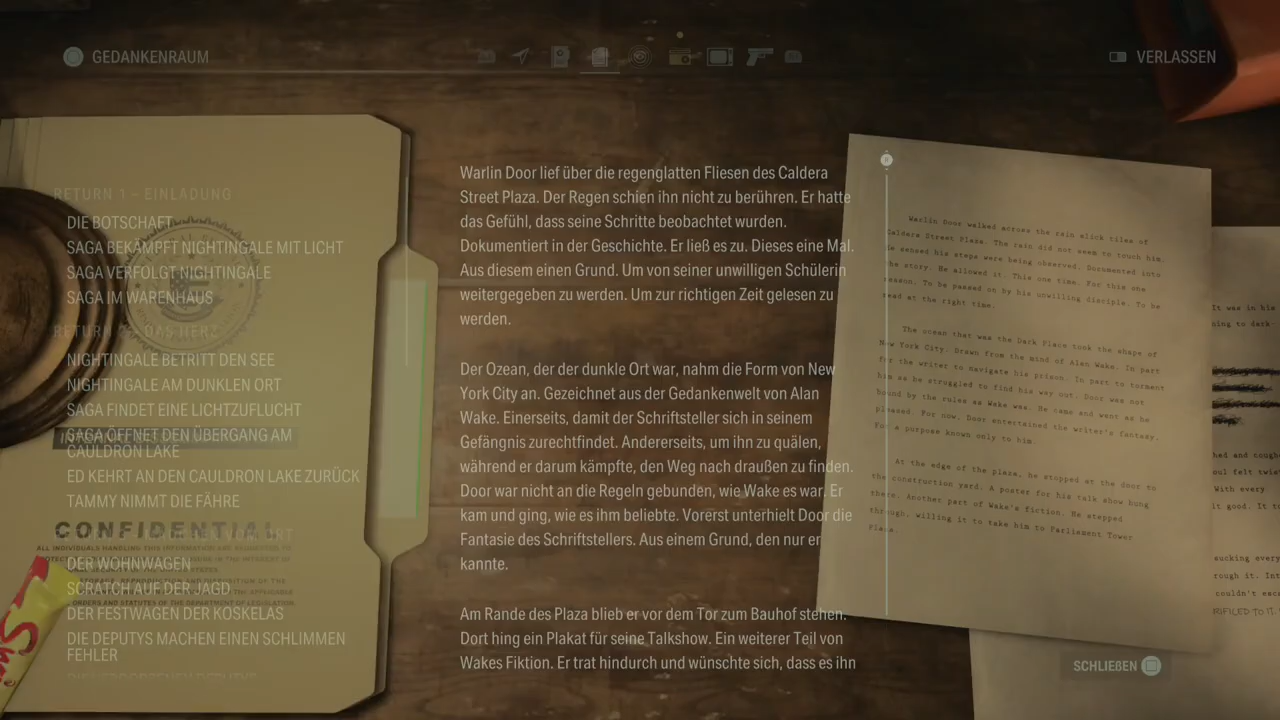 GEDANKENRAUM
VERLASSEN
RETURN 1 - EINLADUNG
DIE BOTSCHAFT
SAGA BEKÄMPFT NIGHTINGALE MIT LICHT
SAGA VERFOLGT NIGHTINGALE
SAGA IM WARENHAUS
RETURN 2 - DAS HERZ
NIGHTINGALE BETRITT DEN SEE
NIGHTINGALE AM DUNKLEN ORT
SAGA FINDET EINE LICHTZUFLUCHT
SAGA ÖFFNET DEN ÜBERGANG AM
CAULDRON LAKE
ED KEHRT AN DEN CAULDRON LAKE ZURÜCK
TAMMY NIMMT DIE FÄHRE
CONFIDENTIAL
DER WOHNWAGEN
SCRATCH AUF DER JAGD
DER FESTWAGEN DER KOSKELAS
DIE DEPUTYS MACHEN EINEN SCHLIMMEN
FEHLER
Warlin Door lief über die regenglatten Fliesen des Caldera
Street Plaza. Der Regen schien ihn nicht zu berühren. Er hatte
das Gefühl, dass seine Schritte beobachtet wurden.
Dokumentiert in der Geschichte. Er ließ es zu. Dieses eine Mal.
Aus diesem einen Grund. Um von seiner unwilligen Schülerin
weitergegeben zu werden. Um zur richtigen Zeit gelesen zu
werden.
Der Ozean, der der dunkle Ort war, nahm die Form von New
York City an. Gezeichnet aus der Gedankenwelt von Alan
Wake. Einerseits, damit der Schriftsteller sich in seinem
Gefängnis zurechtfindet. Andererseits, um ihn zu quälen,
während er darum kämpfte, den Weg nach draußen zu finden.
Door war nicht an die Regeln gebunden, wie Wake es war. Er
kam und ging, wie es ihm beliebte. Vorerst unterhielt Door die
Fantasie des Schriftstellers. Aus einem Grund, den nur er
kannte.
Am Rande des Plaza blieb er vor dem Tor zum Bauhof stehen.
Dort hing ein Plakat für seine Talkshow. Ein weiterer Teil von
Wakes Fiktion. Er trat hindurch und wünschte sich, dass es ihn
Warlin Door walked across the rain slick tiles of
Caldera Street Plaza. The rain did not seem to touch him.
He sensed his steps were being observed. Documented into
the story. He allowed it. This one time. For this one
reason. To be passed on by his unwilling disciple. To be
read at the right time.
The ocean that was the Dark Place took the shape of
New York City. Drawn from the mind of Alan Wake. In part
for the writer to navigate his prison. In part to torment
him as he struggled to find his way out. Door was not
bound by the rules as Wake was. He came and went as he
pleased. For now, Door entertained the writer's fantasy.
For a purpose known only to him.
At the edge of the plaza, he stopped at the door to
the construction yard. A poster for his talk show hung
there. Another part of Wake's fiction. He stepped
through, willing it to take him to Parliament Tower
Plaza.
It was in his
SCHLIESSEN